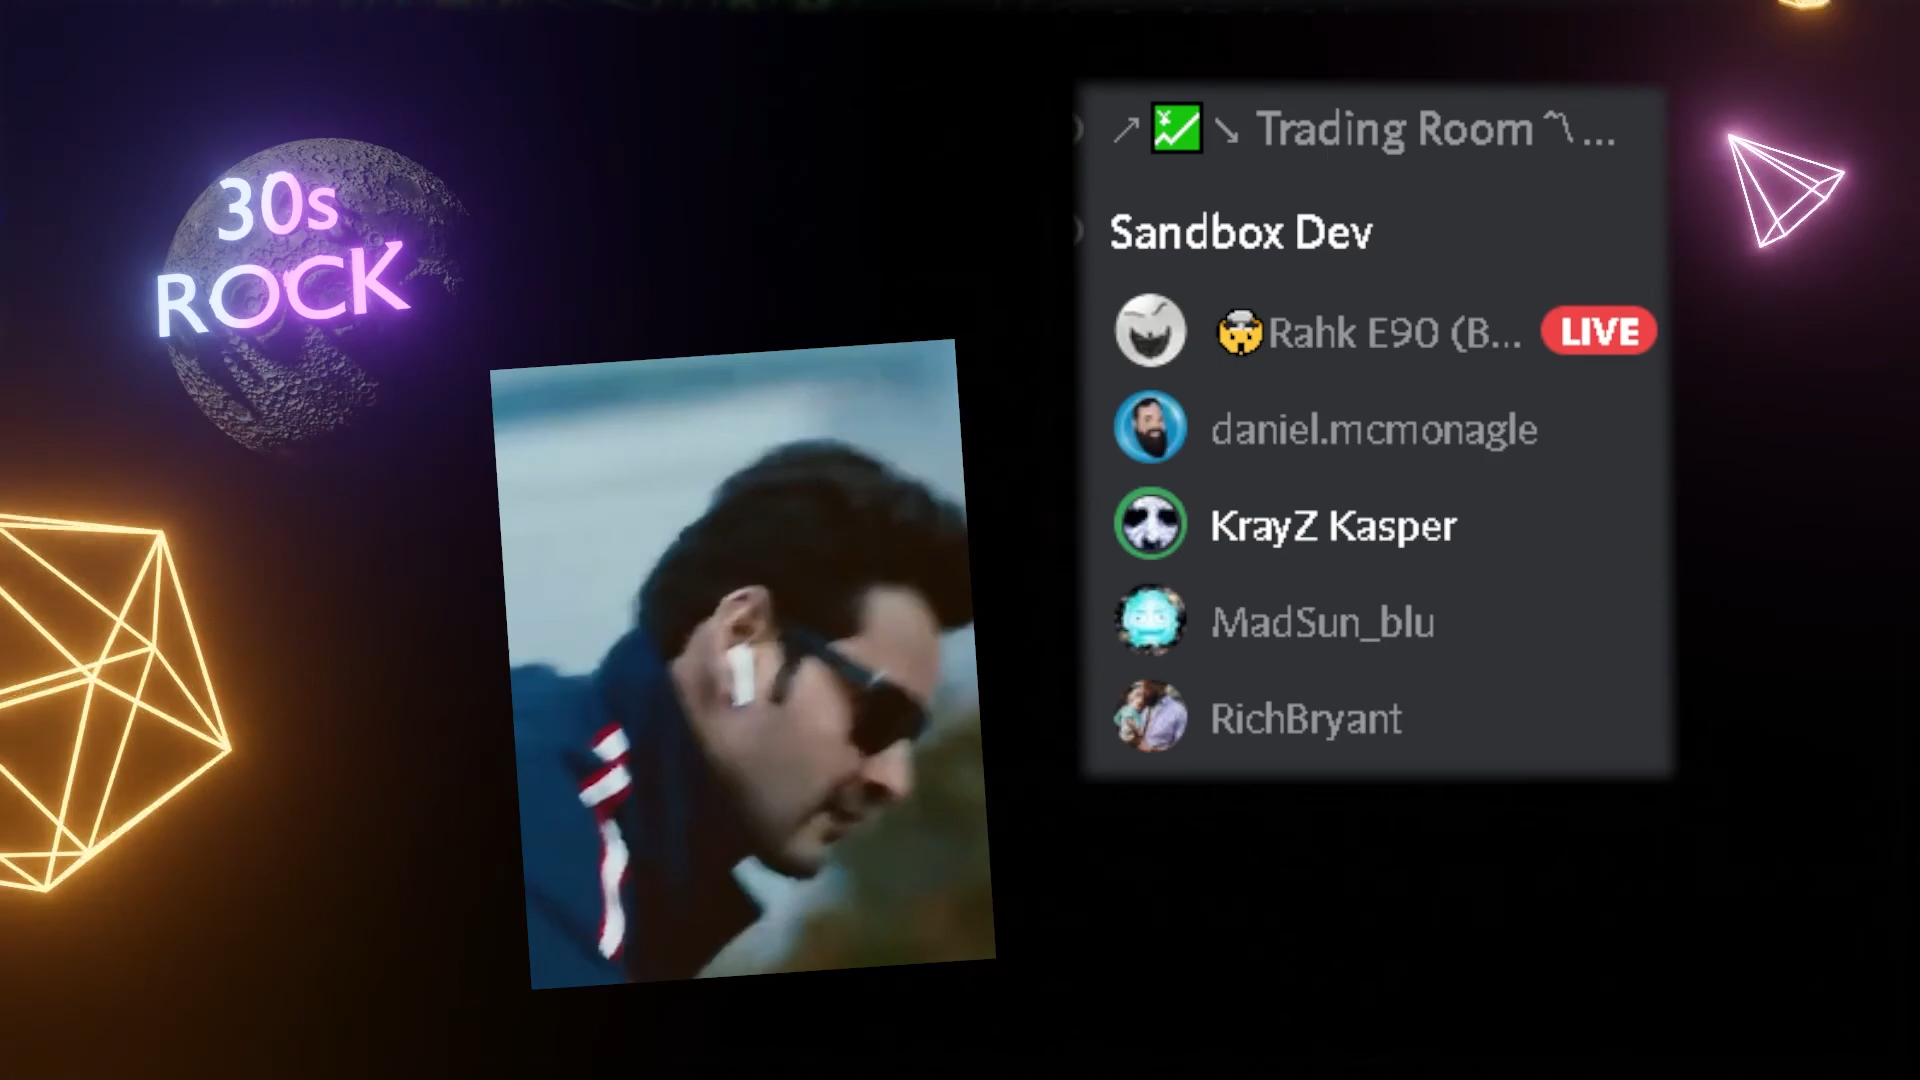 30s
ROCK
Trading Room ...
Sandbox Dev
Rahk E90 (B... LIVE
daniel.mcmonagle
KrayZ Kasper
MadSun_blu
RichBryant